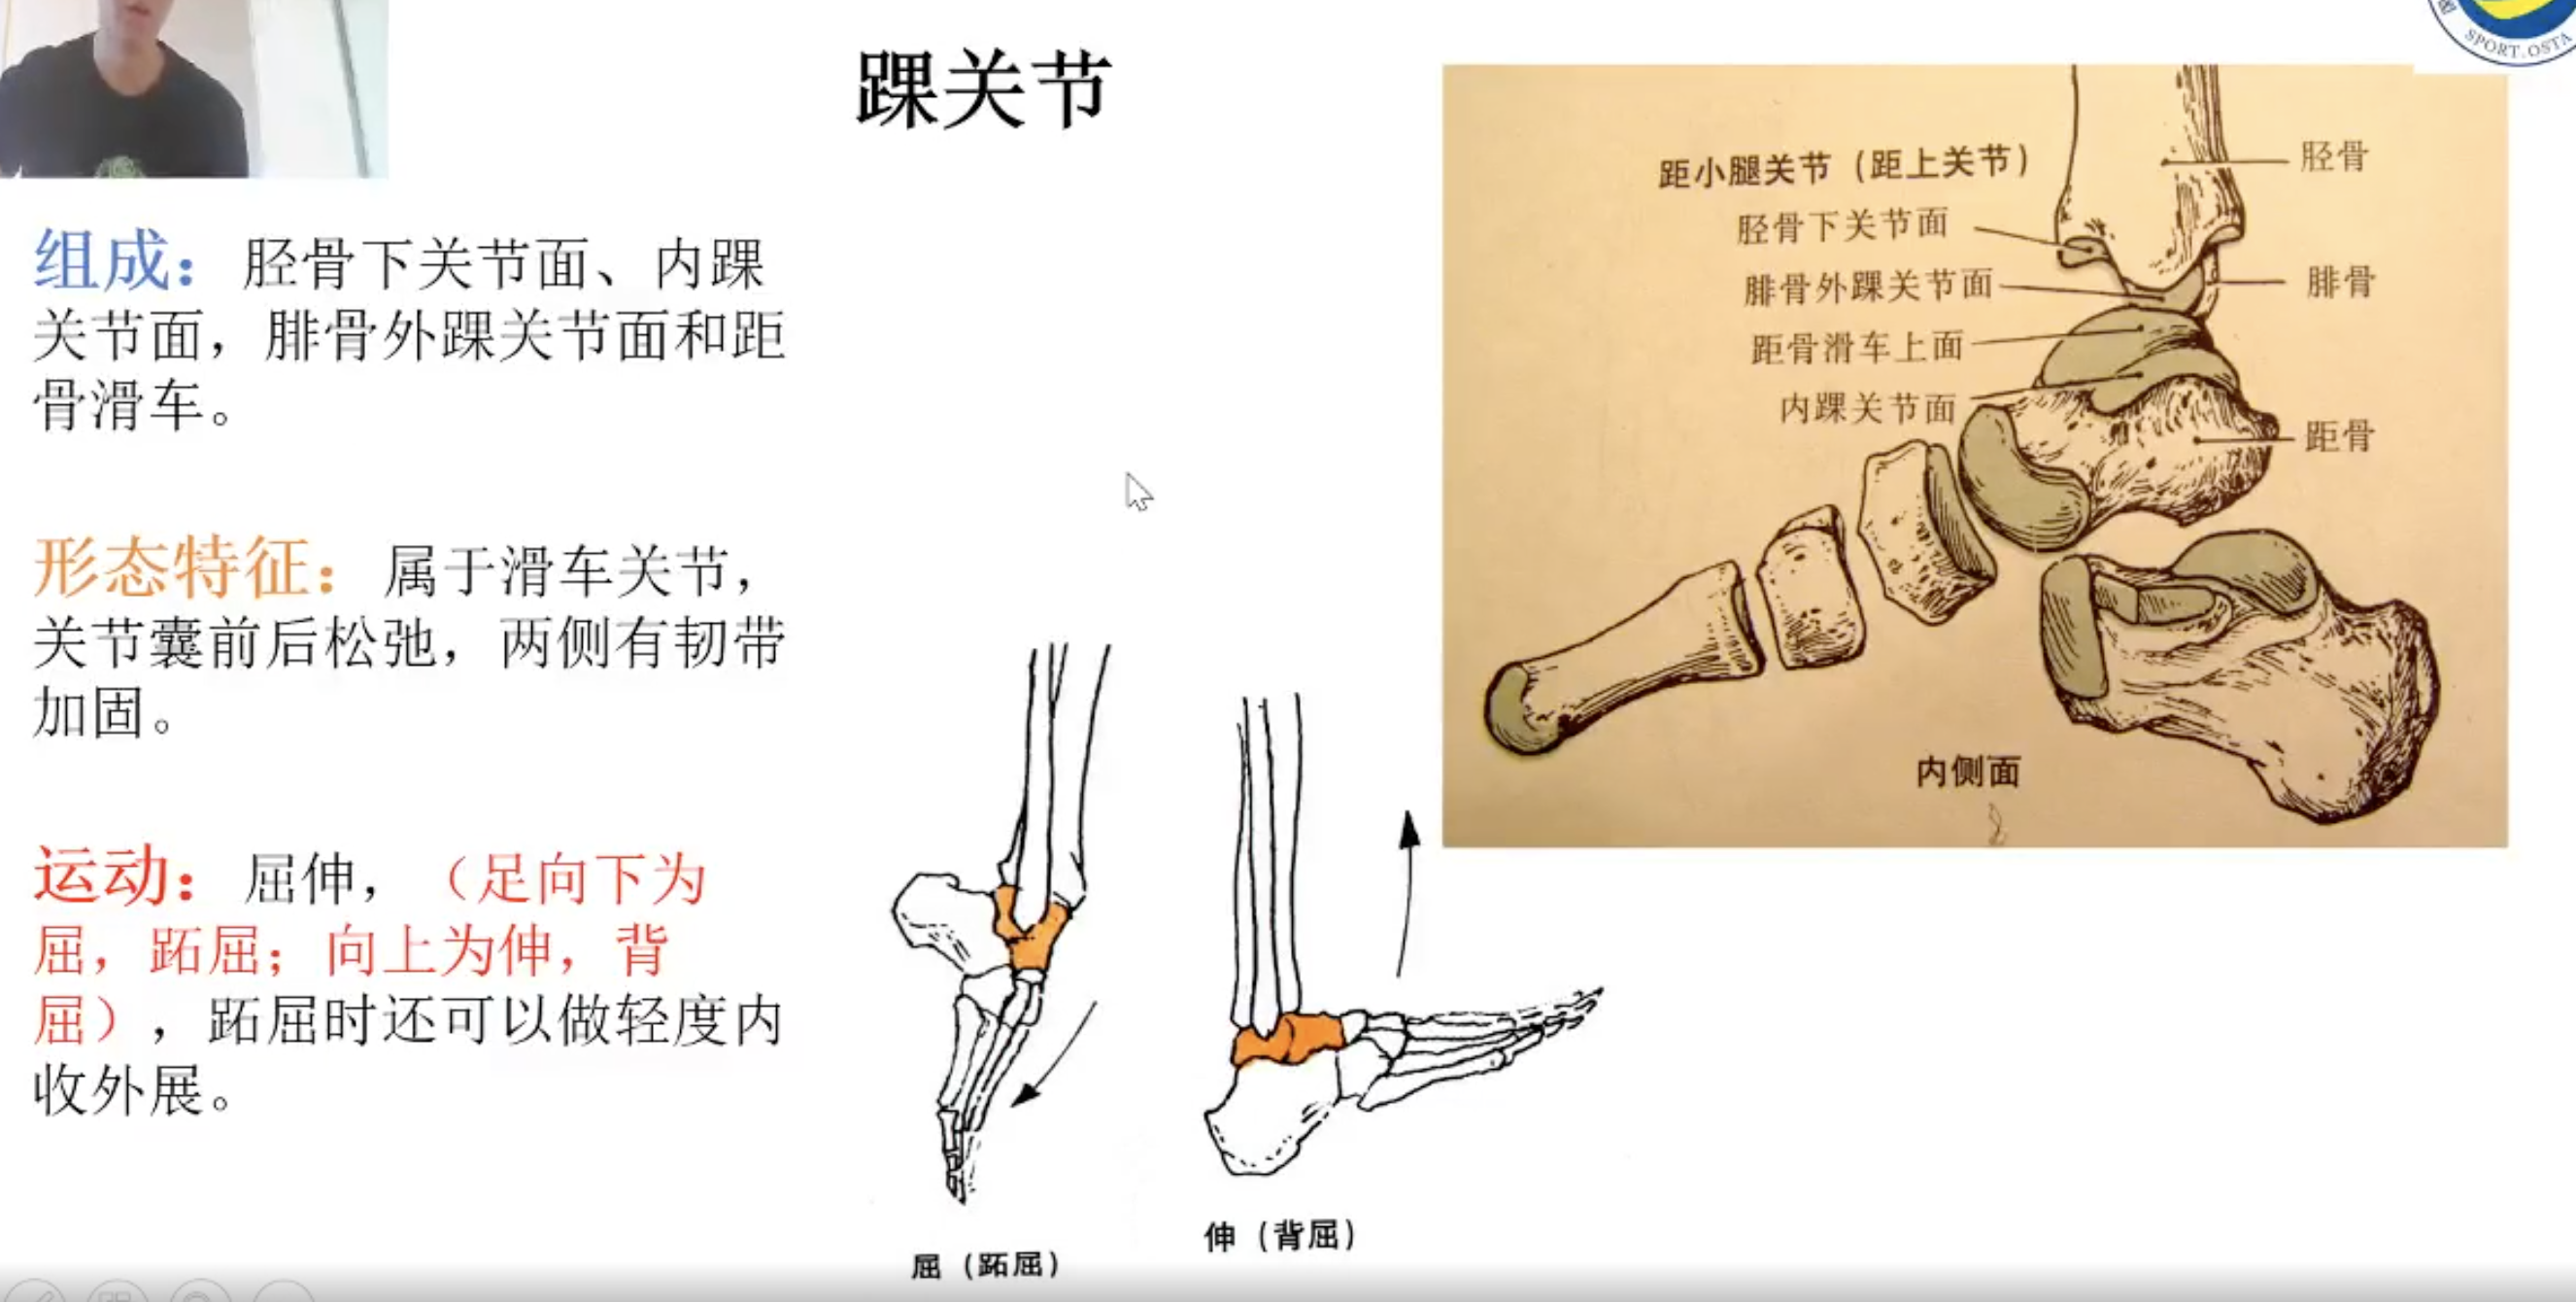 踝关节
SPORT.OSTA
组成：胫骨下关节面、内踝
关节面，腓骨外踝关节面和距
骨滑车。
形态特征：属于滑车关节，
关节囊前后松弛，两侧有韧带
加固。
运动：屈伸，（足向下为
屈，跖屈；向上为伸，背
屈），跖屈时还可以做轻度内
收外展。
距小腿关节（距上关节）
胫骨下关节面
腓骨外踝关节面
距骨滑车上面
内踝关节面
胫骨
腓骨
距骨
内侧面
屈（跖屈）
伸（背屈）